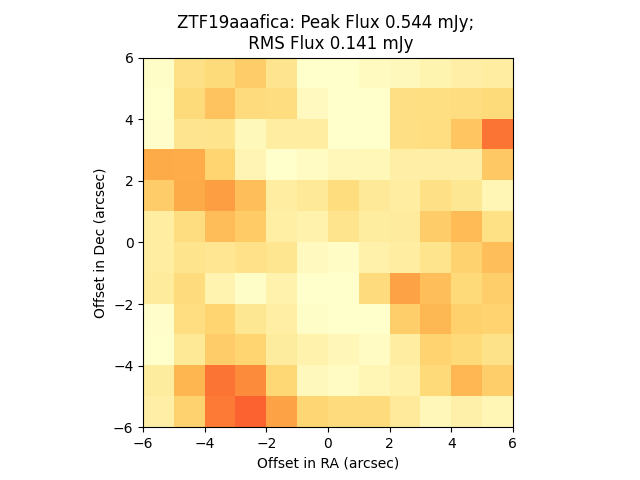 ZTF19aaafica: Peak Flux 0.544 mJy;
RMS Flux 0.141 mJy
6
4
2
0
−2
−4
−6
Offset in Dec (arcsec)
−6 −4 −2 0 2 4 6
Offset in RA (arcsec)